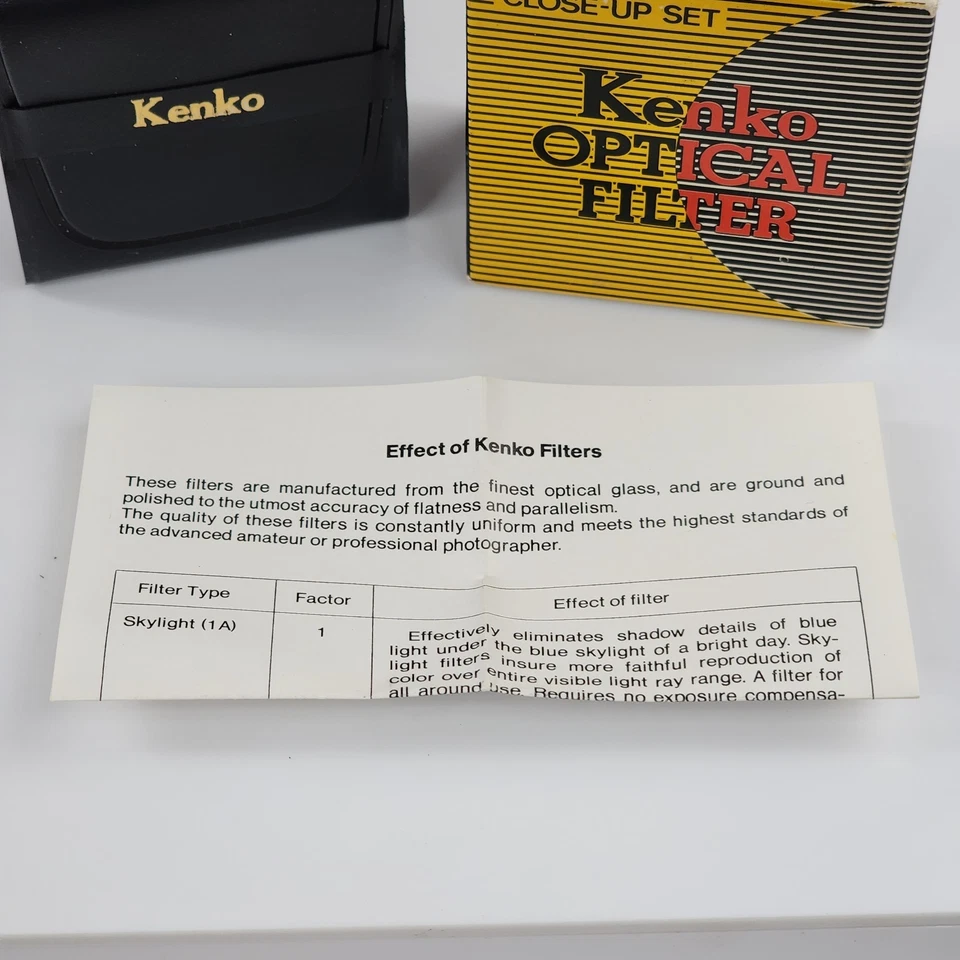 Kenko
CLOSE-UP SET
Kenko
OPTICAL
FILTER
Effect of Kenko Filters
These filters are manufactured from the finest optical glass, and are ground and
polished to the utmost accuracy of flatness and parallelism.
The quality of these filters is constantly uniform and meets the highest standards of
the advanced amateur or professional photographer.
Filter Type
Factor
Effect of filter
Skylight (1A)
1
Effectively eliminates shadow details of blue
light under the blue skylight of a bright day. Sky-
light filters insure more faithful reproduction of
color over entire visible light ray range. A filter for
all around use. Requires no exposure compensa-